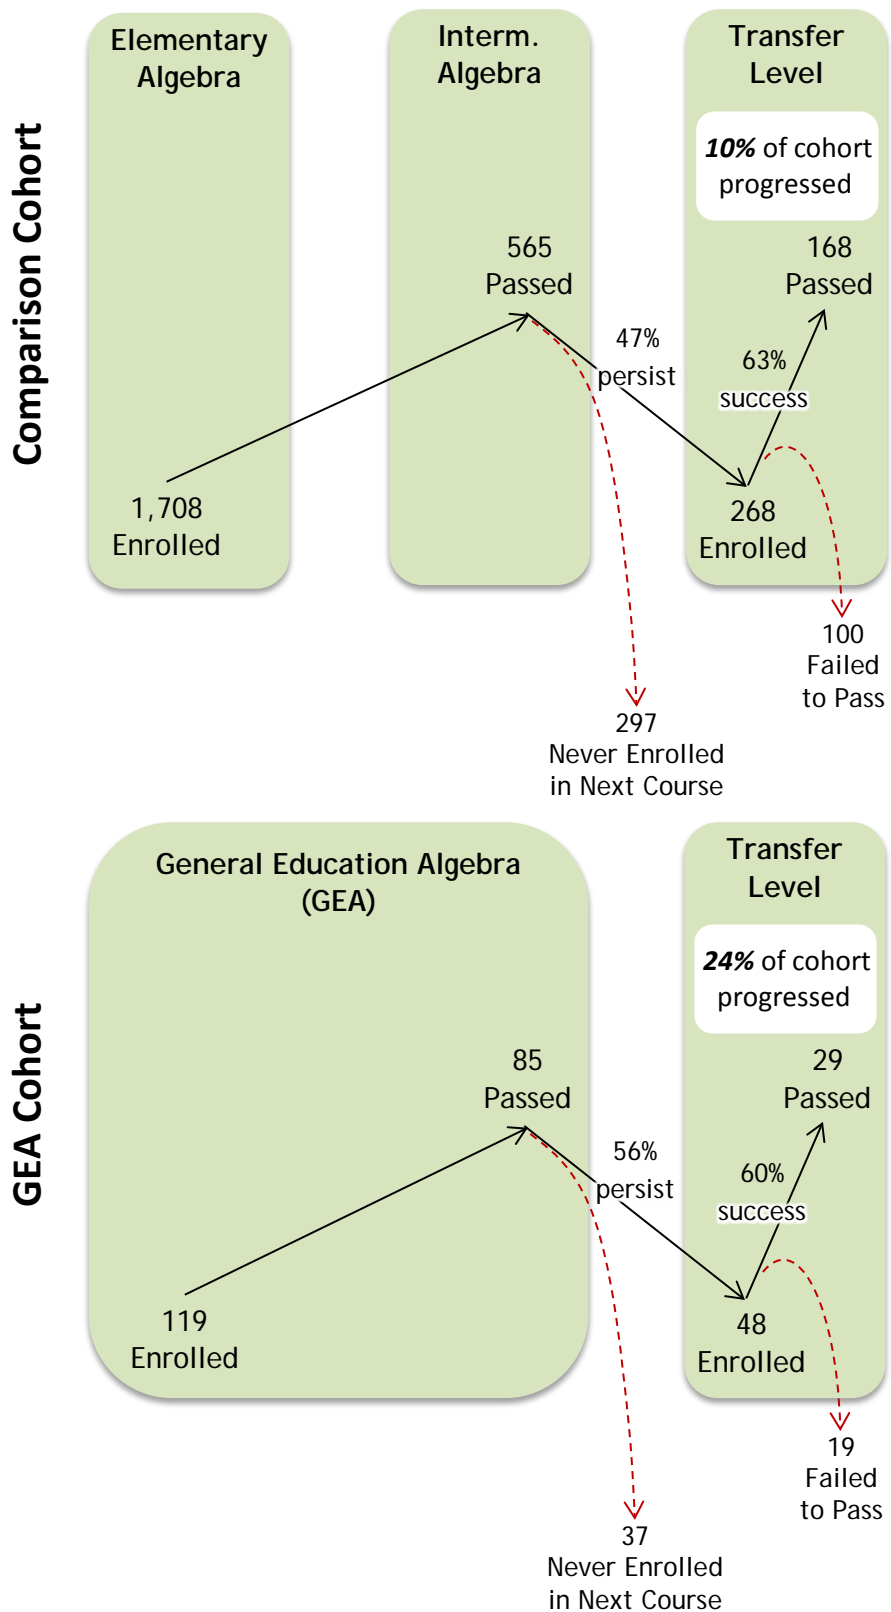 Comparison Cohort
Elementary
Algebra
Interm.
Algebra
Transfer
Level
10% of cohort
progressed
565
Passed
168
Passed
47%
persist
63%
success
1,708
Enrolled
268
Enrolled
100
Failed
to Pass
297
Never Enrolled
in Next Course
GEA Cohort
General Education Algebra
(GEA)
Transfer
Level
24% of cohort
progressed
85
Passed
29
Passed
56%
persist
60%
success
119
Enrolled
48
Enrolled
19
Failed
to Pass
37
Never Enrolled
in Next Course